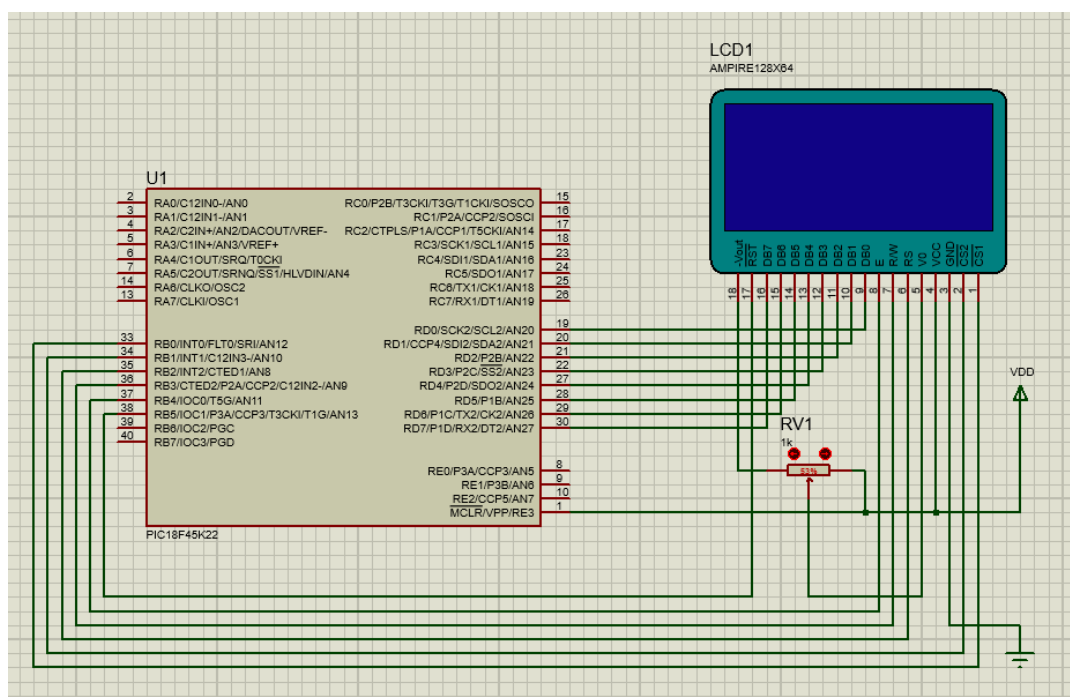 LCD1
AMPIRE128X64
-Vout
RST
DB7
DB6
DB5
DB4
DB3
DB2
DB1
DB0
E
R/W
RS
V0
VCC
GND
CS2
CS1
18
17
16
15
14
13
12
11
10
9
8
7
6
5
4
3
2
1
U1
2 RA0/C12IN0-/AN0 RC0/P2B/T3CKI/T3G/T1CKI/SOSCO 15
3 RA1/C12IN1-/AN1 RC1/P2A/CCP2/SOSCI 16
4 RA2/C2IN+/AN2/DACOUT/VREF- RC2/CTPLS/P1A/CCP1/T5CKI/AN14 17
5 RA3/C1IN+/AN3/VREF+ RC3/SCK1/SCL1/AN15 18
6 RA4/C1OUT/SRQ/T0CKI RC4/SDI1/SDA1/AN16 23
7 RA5/C2OUT/SRNQ/SS1/HLVDIN/AN4 RC5/SDO1/AN17 24
14 RA6/CLKO/OSC2 RC6/TX1/CK1/AN18 25
13 RA7/CLKI/OSC1 RC7/RX1/DT1/AN19 26
RD0/SCK2/SCL2/AN20 19
33 RB0/INT0/FLT0/SRI/AN12 RD1/CCP4/SDI2/SDA2/AN21 20
34 RB1/INT1/C12IN3-/AN10 RD2/P2B/AN22 21
35 RB2/INT2/CTED1/AN8 RD3/P2C/SS2/AN23 22
36 RB3/CTED2/P2A/CCP2/C12IN2-/AN9 RD4/P2D/SDO2/AN24 27
37 RB4/IOC0/T5G/AN11 RD5/P1B/AN25 28
38 RB5/IOC1/P3A/CCP3/T3CKI/T1G/AN13 RD6/P1C/TX2/CK2/AN26 29
39 RB6/IOC2/PGC RD7/P1D/RX2/DT2/AN27 30
40 RB7/IOC3/PGD
RE0/P3A/CCP3/AN5 8
RE1/P3B/AN6 9
RE2/CCP5/AN7 10
MCLR/VPP/RE3 1
PIC18F45K22
VDD
RV1
1k
53%